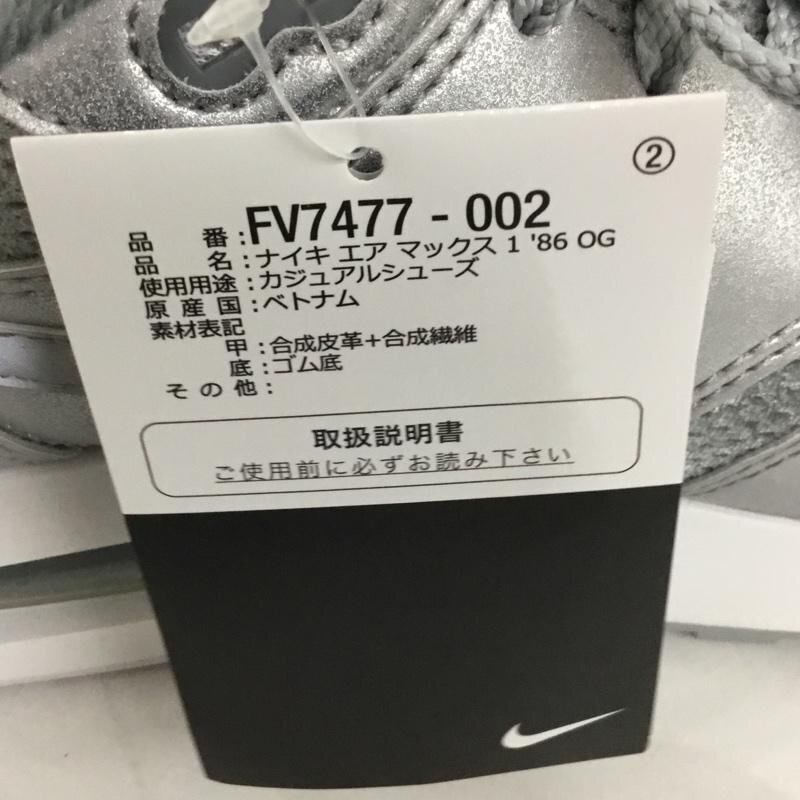 ②
品番:FV7477-002
品名:ナイキ エア マックス 1 '86 OG
使用用途:カジュアルシューズ
原産国:ベトナム
素材表記
甲:合成皮革+合成繊維
底:ゴム底
その他:
取扱説明書
ご使用前に必ずお読み下さい